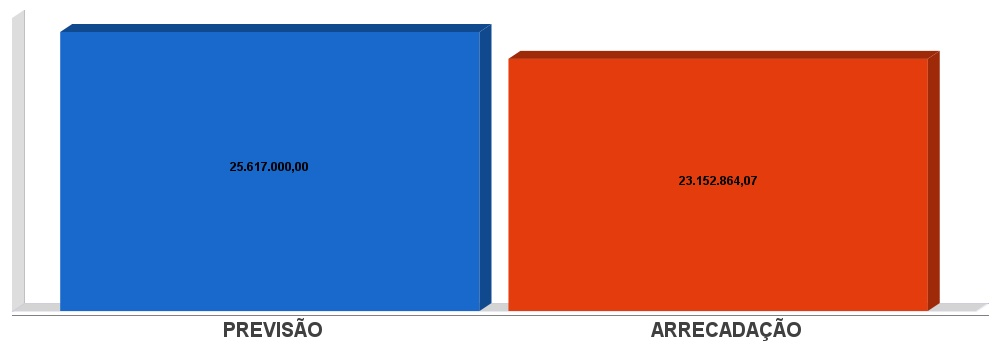 25.617.000,00
23.152.864,07
PREVISÃO
ARRECADAÇÃO